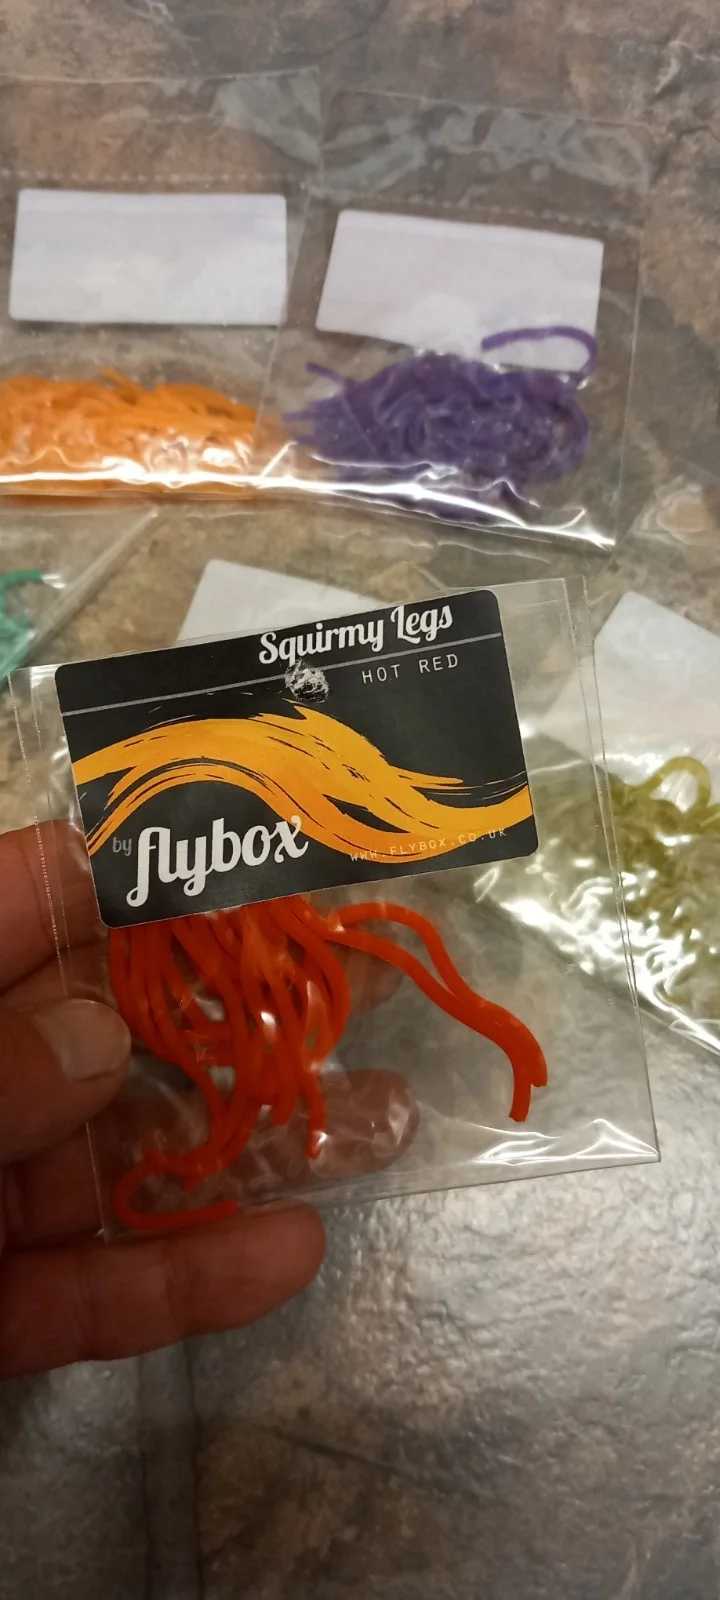 Squirmy Legs
HOT RED
by flybox
WWW.FLYBOX.CO.UK